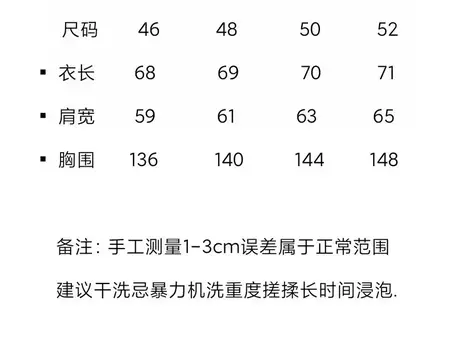 尺码 46 48 50 52
▪ 衣长 68 69 70 71
▪ 肩宽 59 61 63 65
▪ 胸围 136 140 144 148
备注: 手工测量1-3cm误差属于正常范围
建议干洗忌暴力机洗重度搓揉长时间浸泡.